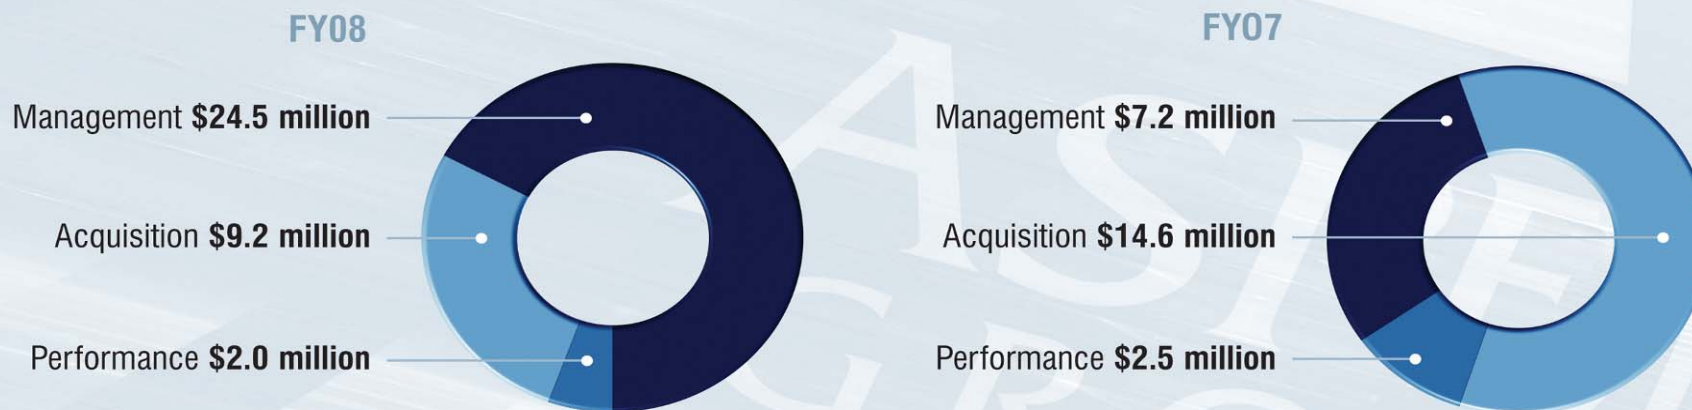 FY08
Management $24.5 million
Acquisition $9.2 million
Performance $2.0 million
FY07
Management $7.2 million
Acquisition $14.6 million
Performance $2.5 million